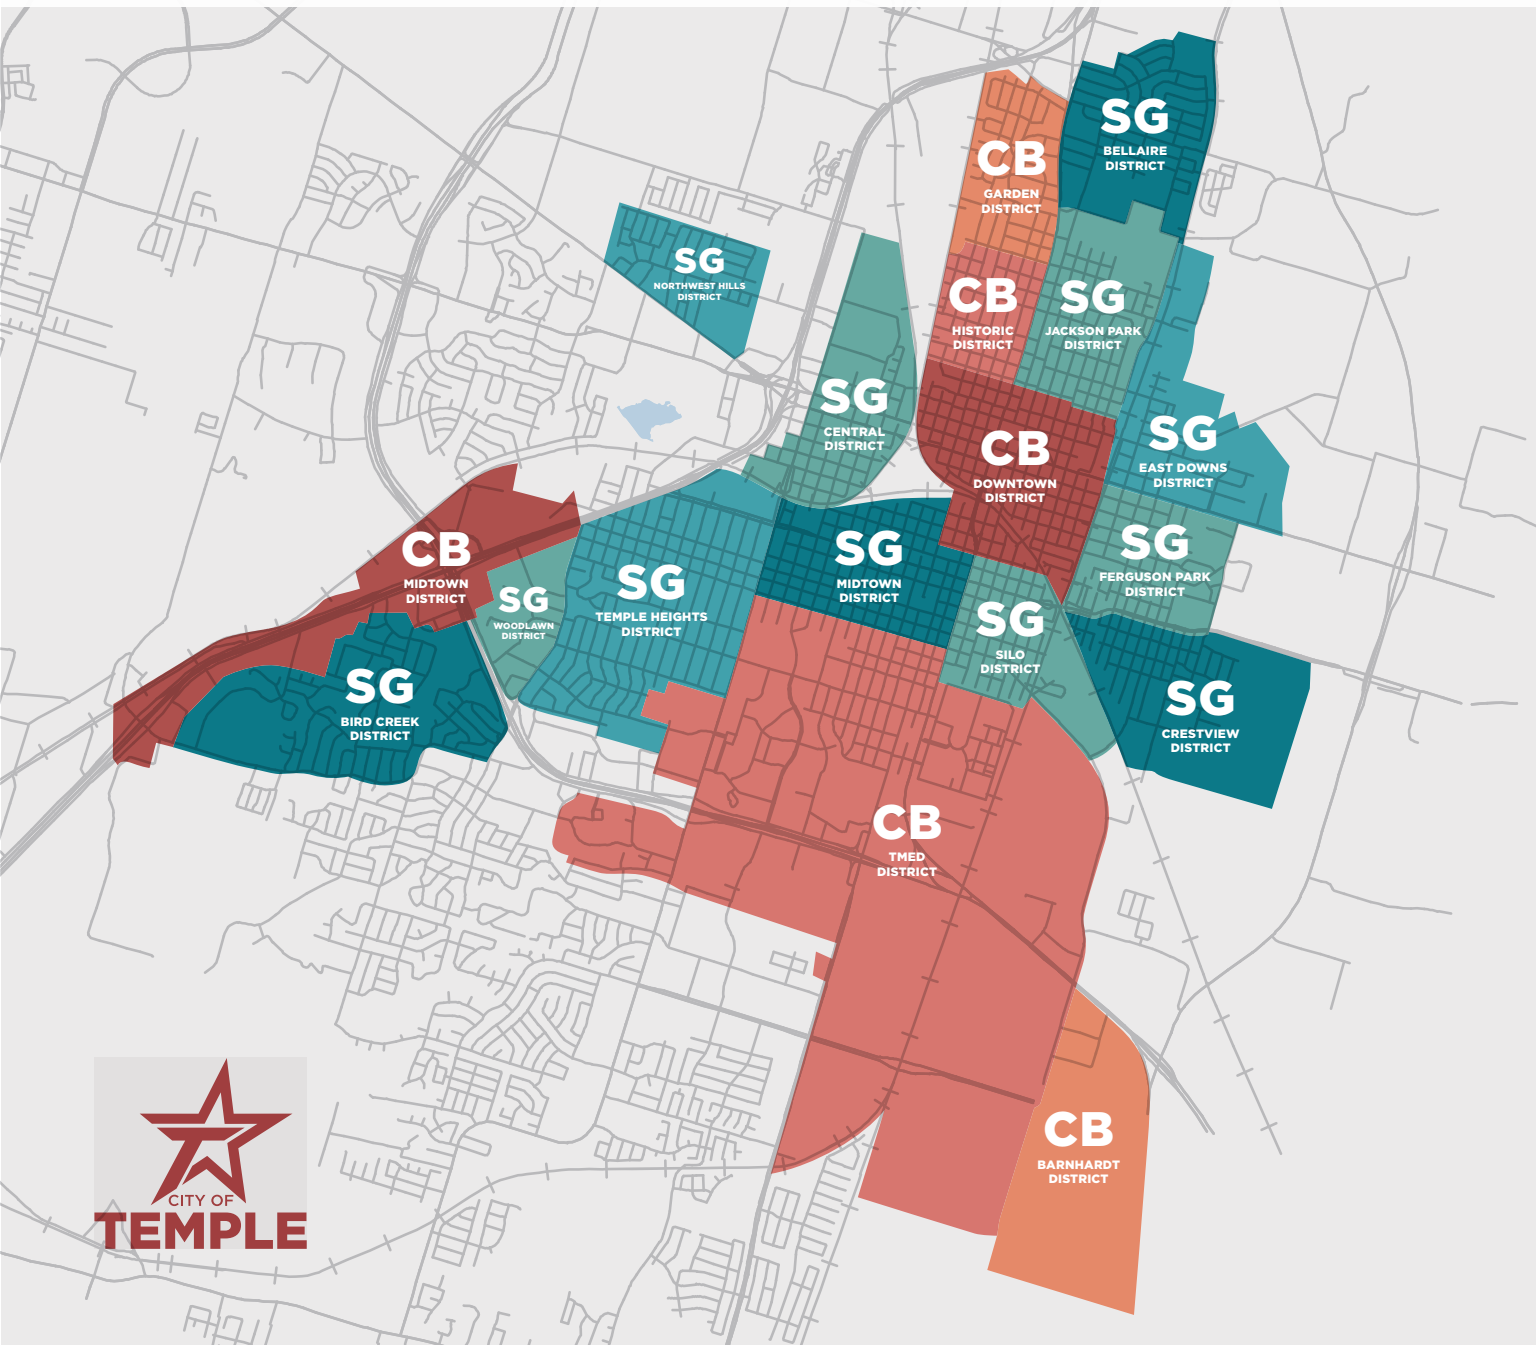 SG
BELLAIRE
DISTRICT
CB
GARDEN
DISTRICT
SG
NORTHWEST HILLS
DISTRICT
CB
HISTORIC
DISTRICT
SG
JACKSON PARK
DISTRICT
SG
CENTRAL
DISTRICT
CB
DOWNTOWN
DISTRICT
SG
EAST DOWNS
DISTRICT
CB
MIDTOWN
DISTRICT
SG
WOODLAWN
DISTRICT
SG
TEMPLE HEIGHTS
DISTRICT
SG
MIDTOWN
DISTRICT
SG
FERGUSON PARK
DISTRICT
SG
SILO
DISTRICT
SG
BIRD CREEK
DISTRICT
SG
CRESTVIEW
DISTRICT
CB
TMED
DISTRICT
CB
BARNHARDT
DISTRICT
CITY OF
TEMPLE